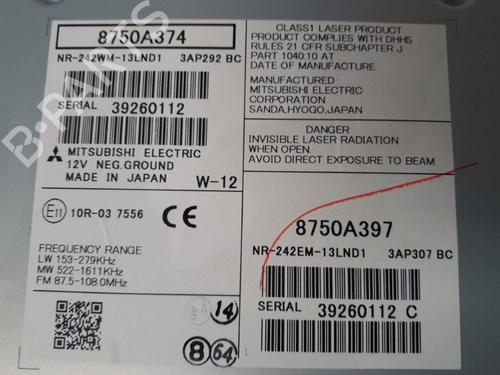 8750A374
NR-242WM-13LND1 3AP292 BC
SERIAL 39260112
MITSUBISHI ELECTRIC
12V NEG.GROUND
MADE IN JAPAN W-12
E11 10R-03 7556 CE
FREQUENCY RANGE
LW 153-279KHz
MW 522-1611KHz
FM 87.5-108.0MHz
14
8 64
CLASS1 LASER PRODUCT
PRODUCT COMPLIES WITH DHHS
RULES 21 CFR SUBCHAPTER J
PART 1040.10 AT
DATE OF MANUFACTURE.
MANUFACTURED
MITSUBISHI ELECTRIC
CORPORATION
SANDA,HYOGO,JAPAN
DANGER
INVISIBLE LASER RADIATION
WHEN OPEN.
AVOID DIRECT EXPOSURE TO BEAM
8750A397
NR-242EM-13LND1 3AP307 BC
SERIAL 39260112 C
B-PARTS